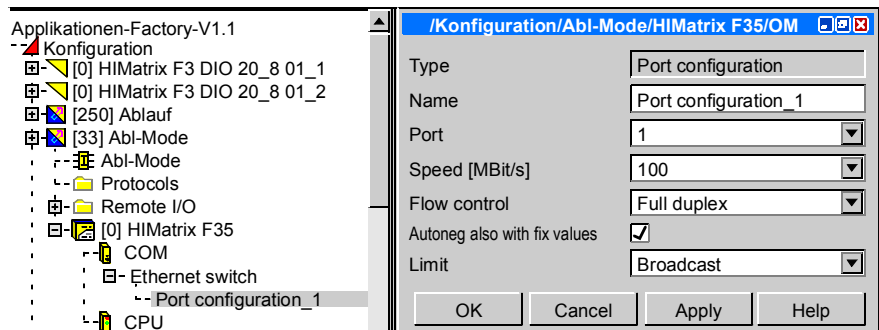 Applikationen-Factory-V1.1
Konfiguration
[0] HIMatrix F3 DIO 20_8 01_1
[0] HIMatrix F3 DIO 20_8 01_2
[250] Ablauf
[33] Abl-Mode
Abl-Mode
Protocols
Remote I/O
[0] HIMatrix F35
COM
Ethernet switch
Port configuration_1
CPU
/Konfiguration/Abl-Mode/HIMatrix F35/OM
Type Port configuration
Name Port configuration_1
Port 1
Speed [MBit/s] 100
Flow control Full duplex
Autoneg also with fix values
Limit Broadcast
OK Cancel Apply Help